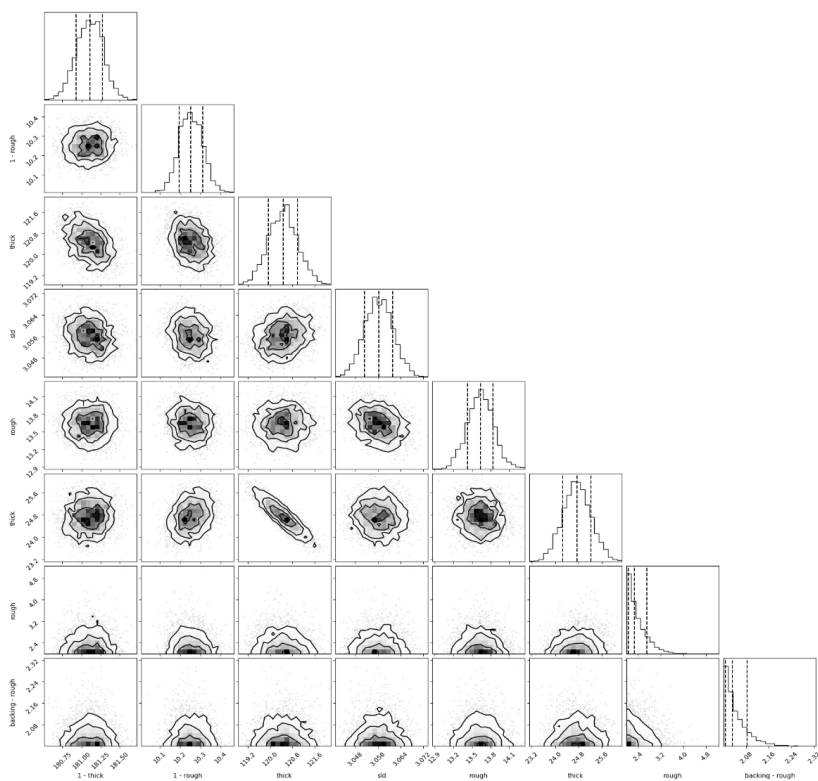 10.4
10.3
10.2
10.1
1 - rough
121.6
120.8
120.0
119.2
thick
3.072
3.064
3.056
3.048
sld
14.1
13.8
13.5
13.2
12.9
rough
25.6
24.8
24.0
23.2
thick
4.8
4.0
3.2
2.4
rough
2.32
2.24
2.16
2.08
backing - rough
180.75 181.00 181.25 181.50
10.1 10.2 10.3 10.4
119.2 120.0 120.8 121.6
3.048 3.056 3.064 3.072
12.9 13.2 13.5 13.8 14.1
23.2 24.0 24.8 25.6
2.4 3.2 4.0 4.8
2.08 2.16 2.24 2.32
1 - thick 1 - rough thick sld rough thick rough backing - rough